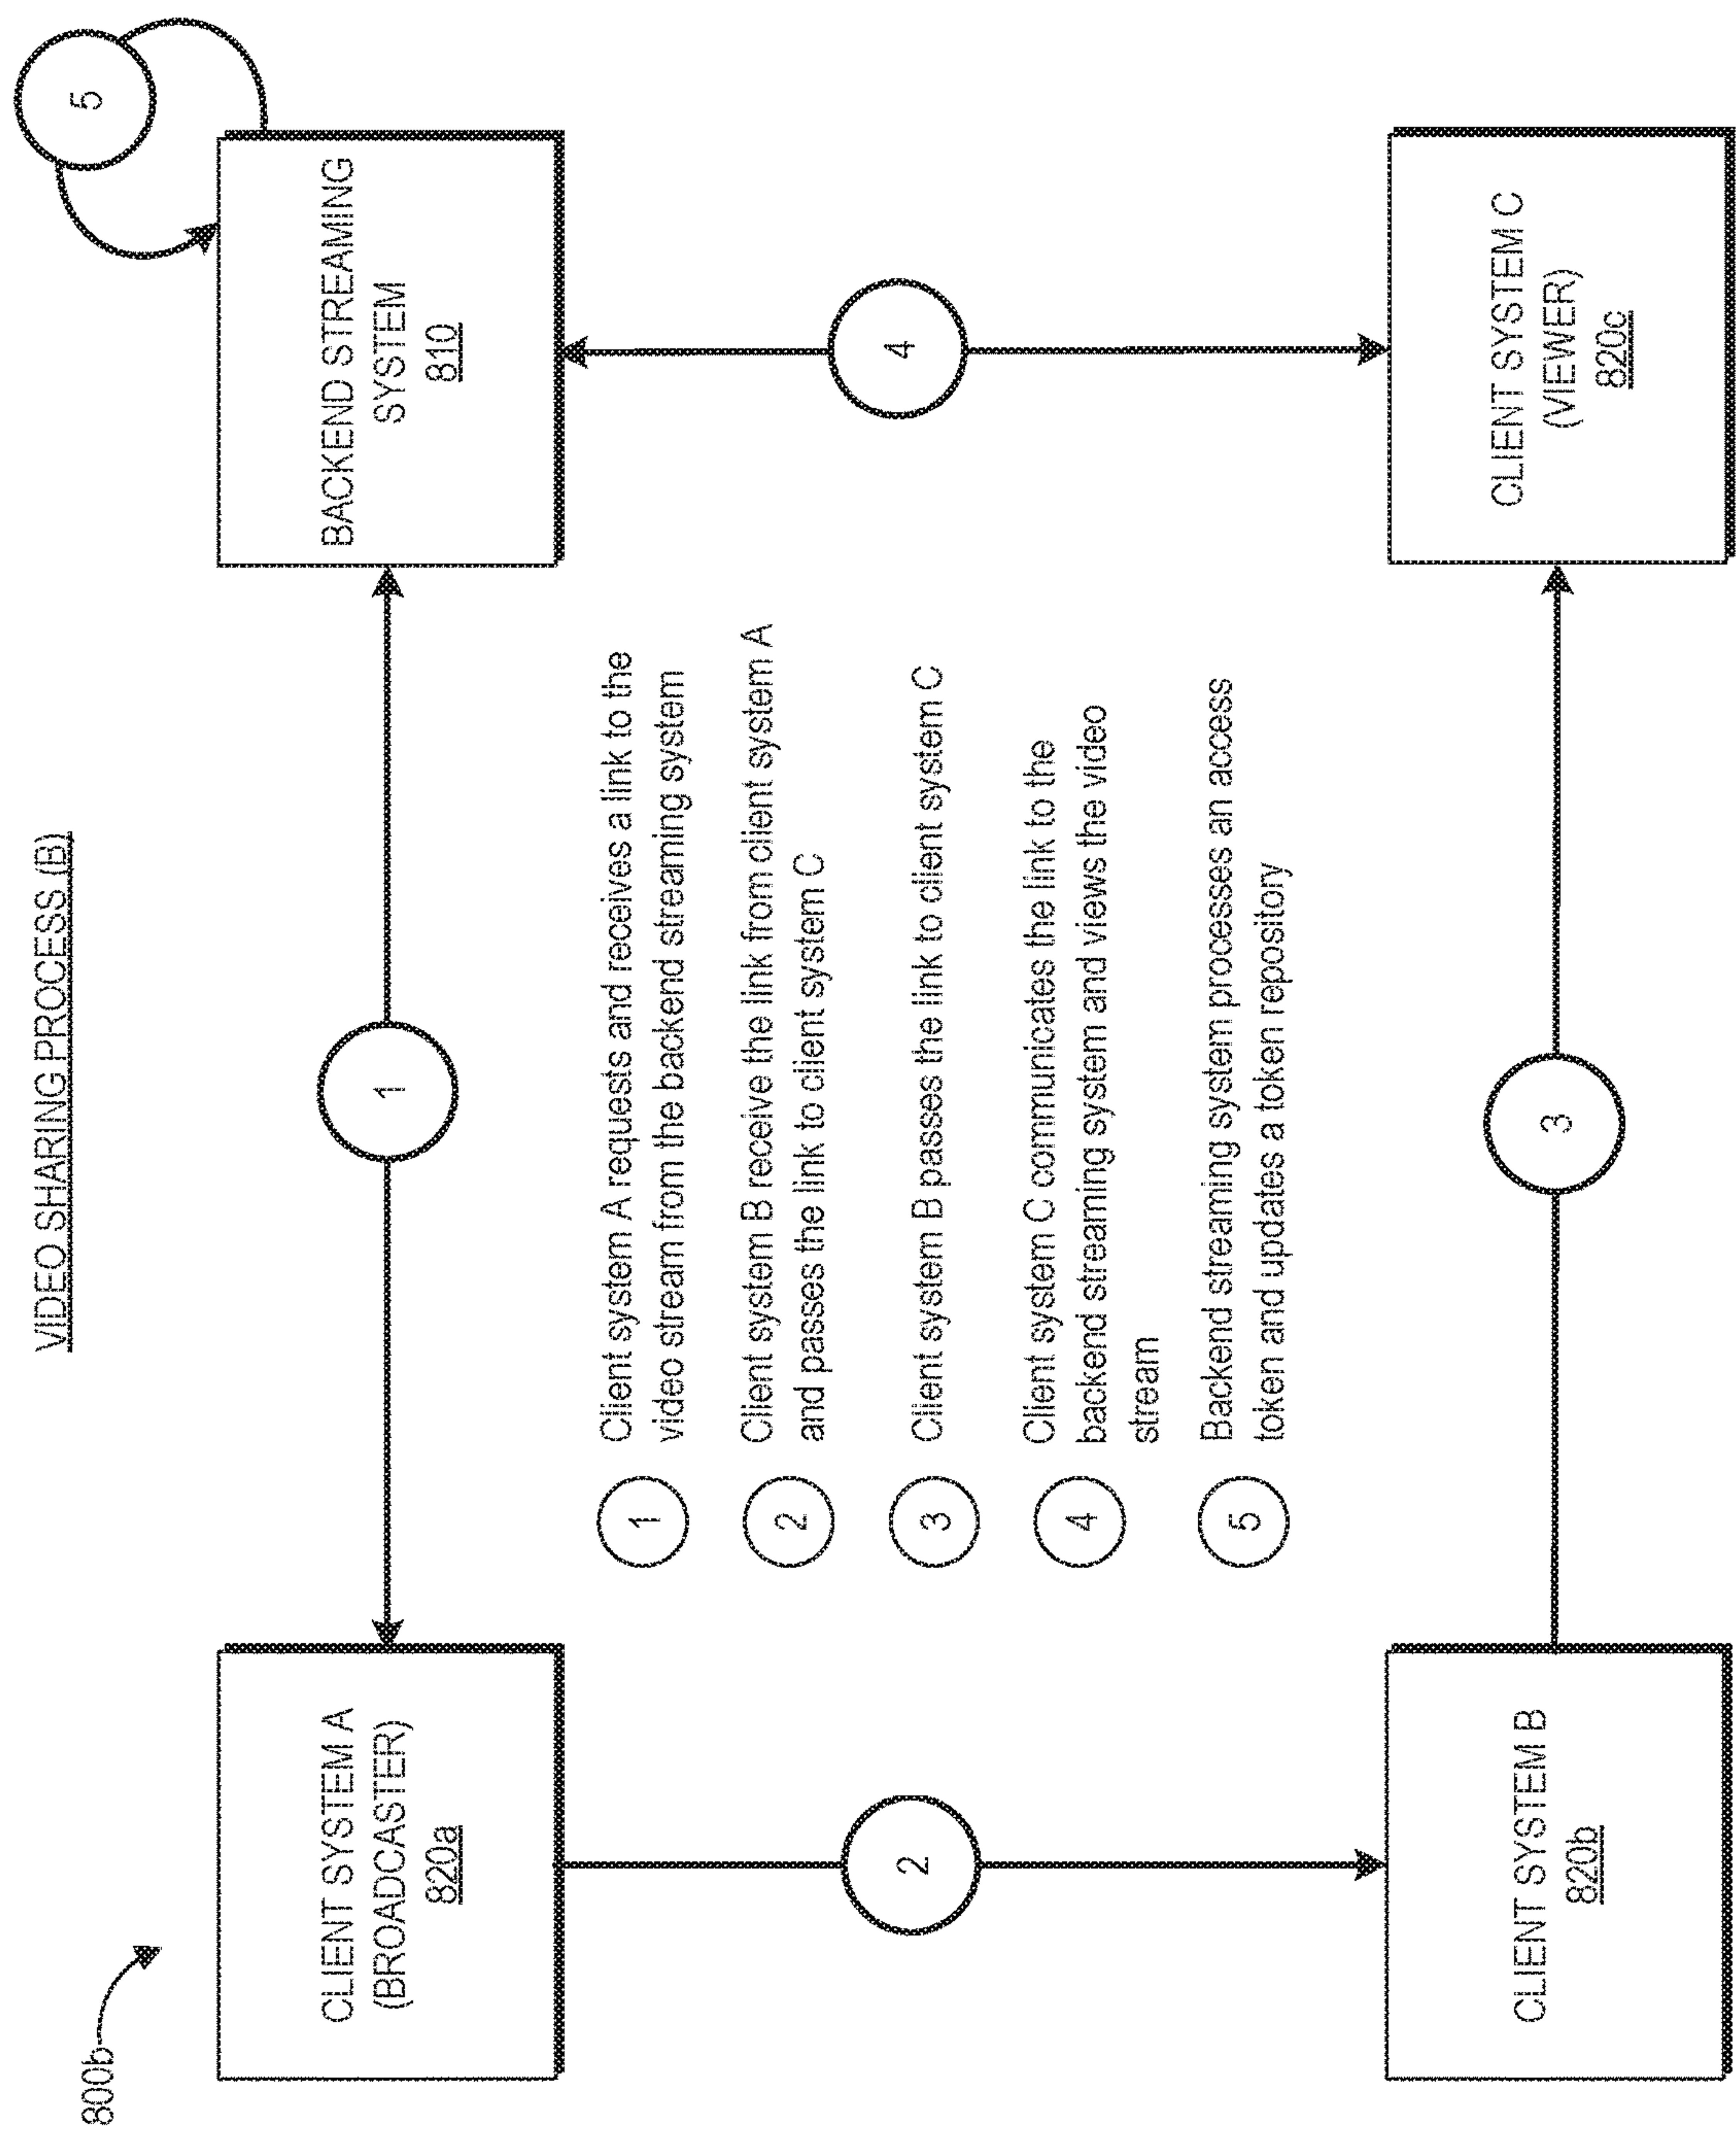 VIDEO SHARING PROCESS (B)
800b
CLIENT SYSTEM A
(BROADCASTER)
820a
1
BACKEND STREAMING
SYSTEM
810
5
1
Client system A requests and receives a link to the
video stream from the backend streaming system
2
Client system B receive the link from client system A
and passes the link to client system C
3
Client system B passes the link to client system C
4
Client system C communicates the link to the
backend streaming system and views the video
stream
5
Backend streaming system processes an access
token and updates a token repository
2
4
CLIENT SYSTEM B
820b
3
CLIENT SYSTEM C
(VIEWER)
820c